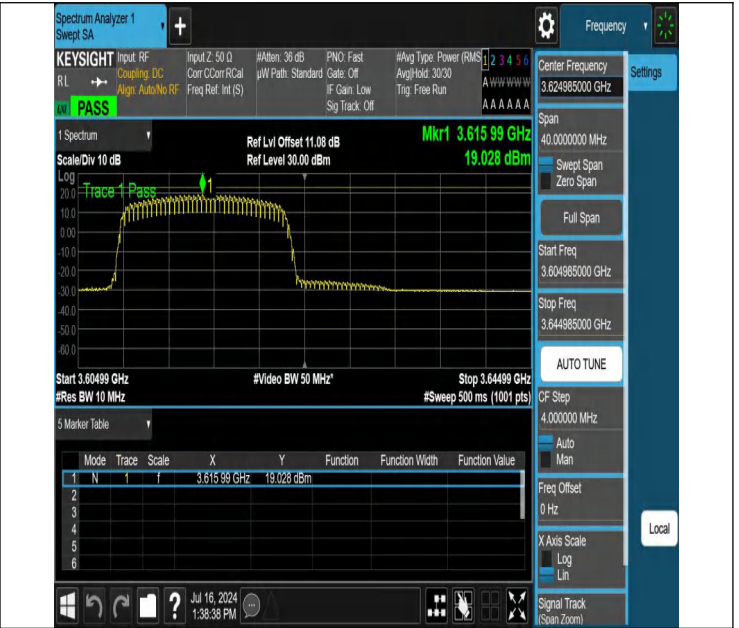 Spectrum Analyzer 1
Swept SA
+
Frequency
KEYSIGHT
Input: RF
Input Z: 50 Ω
#Atten: 36 dB
PNO: Fast
#Avg Type: Power (RMS
1 2 3 4 5 6
RL
Coupling: DC
Corr CCorr RCal
µW Path: Standard
Gate: Off
Avg|Hold: 30/30
A W W W W W
Align: Auto/No RF
Freq Ref: Int (S)
IF Gain: Low
Trig: Free Run
PASS
Sig Track: Off
A A A A A A
1 Spectrum
Ref Lvl Offset 11.08 dB
Mkr1 3.615 99 GHz
Scale/Div 10 dB
Ref Level 30.00 dBm
19.028 dBm
Log
Trace 1 Pass
1
20.0
10.0
0.00
-10.0
-20.0
-30.0
-40.0
-50.0
-60.0
Start 3.60499 GHz
#Video BW 50 MHz*
Stop 3.64499 GHz
#Res BW 10 MHz
#Sweep 500 ms (1001 pts)
5 Marker Table
Mode Trace Scale X Y Function Function Width Function Value
1 N 1 f 3.615 99 GHz 19.028 dBm
2
3
4
5
6
Center Frequency
3.624985000 GHz
Settings
Span
40.0000000 MHz
Swept Span
Zero Span
Full Span
Start Freq
3.604985000 GHz
Stop Freq
3.644985000 GHz
AUTO TUNE
CF Step
4.000000 MHz
Auto
Man
Freq Offset
0 Hz
X Axis Scale
Log
Lin
Local
Signal Track
(Span Zoom)
?
Jul 16, 2024
1:38:38 PM